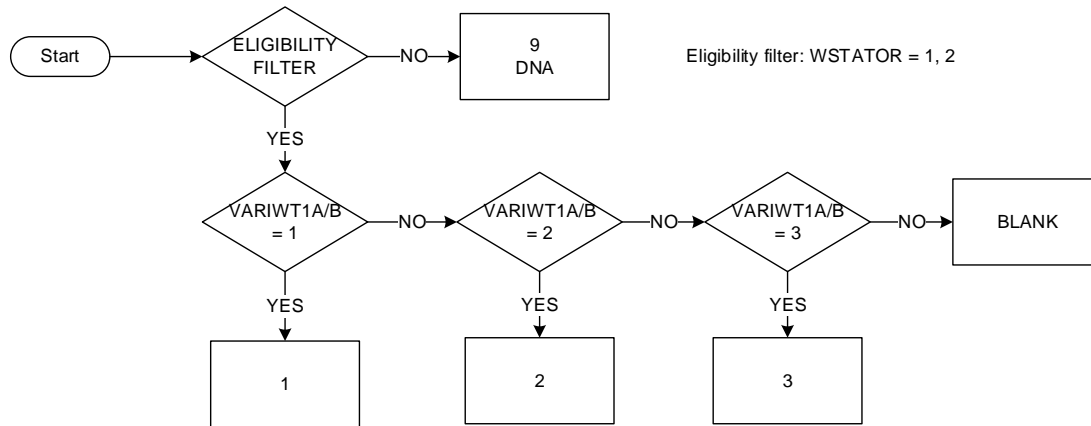 Start
ELIGIBILITY
FILTER
NO
9
DNA
Eligibility filter: WSTATOR = 1, 2
YES
VARIWT1A/B
= 1
NO
VARIWT1A/B
= 2
NO
VARIWT1A/B
= 3
NO
BLANK
YES
YES
YES
1
2
3